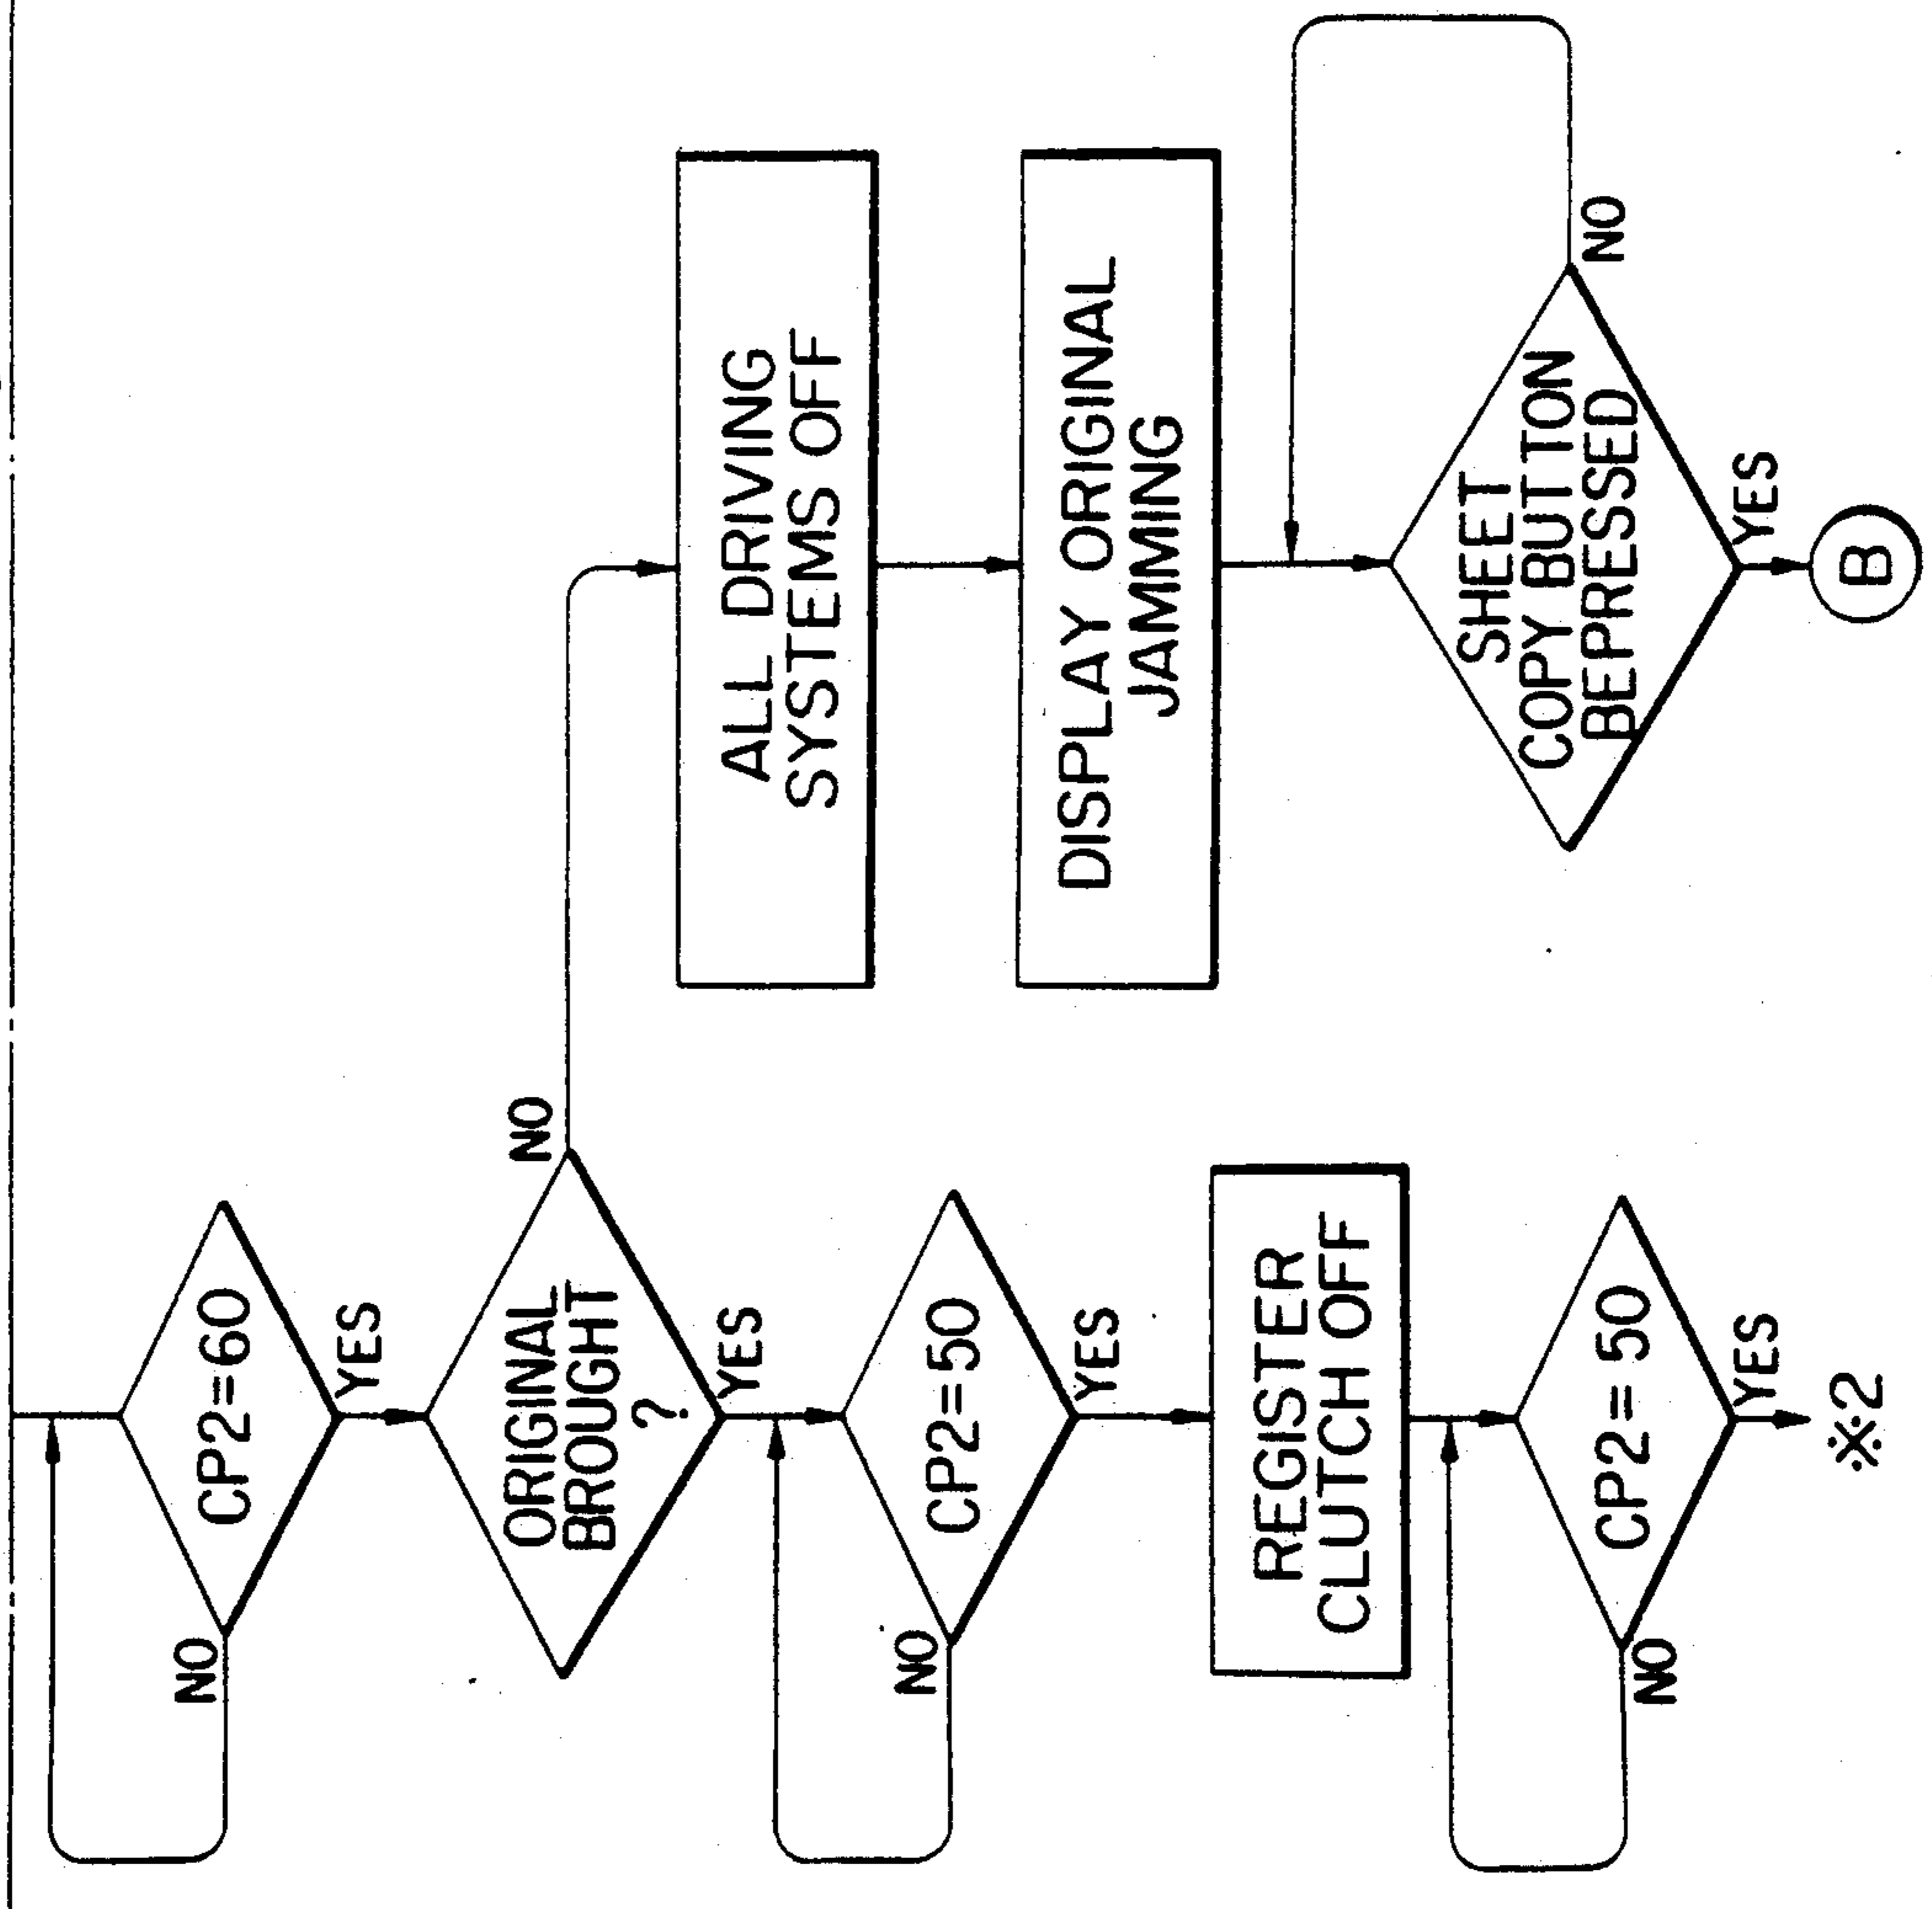 CP2=60
NO
YES
ORIGINAL
BROUGHT
?
NO
YES
CP2=50
NO
YES
REGISTER
CLUTCH OFF
CP2=50
NO
YES
※2
ALL DRIVING
SYSTEMS OFF
DISPLAY ORIGINAL
JAMMING
SHEET
COPY BUTTON
BEPRESSED
NO
YES
B